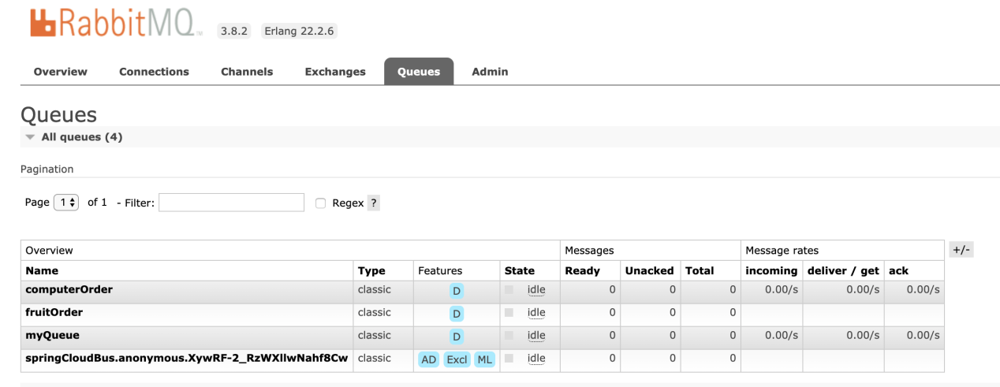 RabbitMQ TM 3.8.2 Erlang 22.2.6
Overview Connections Channels Exchanges Queues Admin
Queues
All queues (4)
Pagination
Page 1 of 1 - Filter: Regex ?
Overview Messages Message rates +/-
Name Type Features State Ready Unacked Total incoming deliver / get ack
computerOrder classic D idle 0 0 0 0.00/s 0.00/s 0.00/s
fruitOrder classic D idle 0 0 0
myQueue classic D idle 0 0 0 0.00/s 0.00/s 0.00/s
springCloudBus.anonymous.XywRF-2_RzWXllwNahf8Cw classic AD Excl ML idle 0 0 0